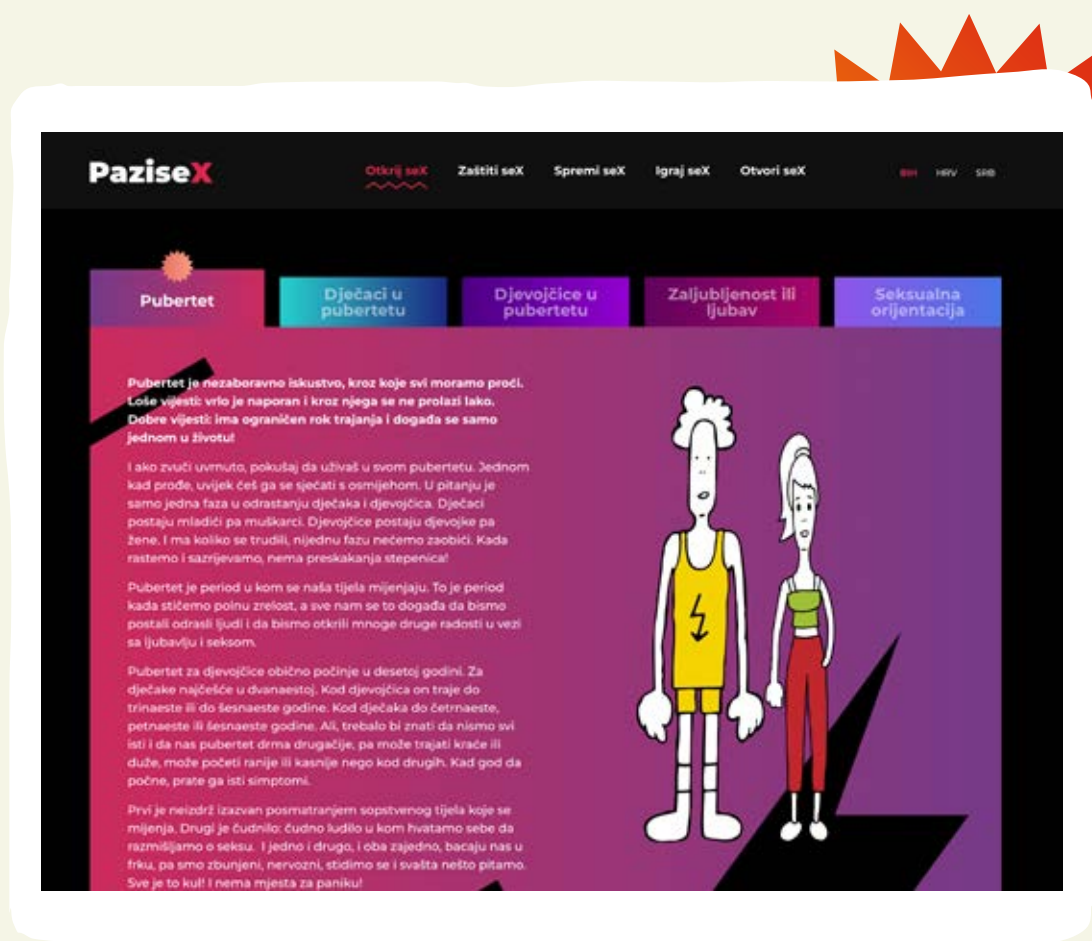 PaziseX
Otkrij seX
Zaštiti seX
Spremi seX
Igraj seX
Otvori seX
BIH
HRV
SRB
Pubertet
Dječaci u
pubertetu
Djevojčice u
pubertetu
Zaljubljenost ili
ljubav
Seksualna
orijentacija
Pubertet je nezaboravno iskustvo, kroz koje svi moramo proći.
Loše vijesti: vrlo je naporan i kroz njega se ne prolazi lako.
Dobre vijesti: ima ograničen rok trajanja i događa se samo
jednom u životu!
I ako zvuči uvrnuto, pokušaj da uživaš u svom pubertetu. Jednom
kad prođe, uvijek češ ga se sjećati s osmijehom. U pitanju je
samo jedna faza u odrastanju dječaka i djevojčica. Dječaci
postaju mladići pa muškarci. Djevojčice postaju djevojke pa
žene. I ma koliko se trudili, nijednu fazu nećemo zaobići. Kada
rastemo i sazrijevamo, nema preskakanja stepenica!
Pubertet je period u kom se naša tijela mijenjaju. To je period
kada stičemo polnu zrelost, a sve nam se to događa da bismo
postali odrasli ljudi i da bismo otkrili mnoge druge radosti u vezi
sa ljubavlju i seksom.
Pubertet za djevojčice obično počinje u desetoj godini. Za
dječake najčešće u dvanaestoj. Kod djevojčica on traje do
trinaeste ili do šesnaeste godine. Kod dječaka do četrnaeste,
petnaeste ili šesnaeste godine. Ali, trebalo bi znati da nismo svi
isti i da nas pubertet drma drugačije, pa može trajati kraće ili
duže, može početi ranije ili kasnije nego kod drugih. Kad god da
počne, prate ga isti simptomi.
Prvi je neizdrž izazvan posmatranjem sopstvenog tijela koje se
mijenja. Drugi je čudnilo: čudno ludilo u kom hvatamo sebe da
razmišljamo o seksu. I jedno i drugo, i oba zajedno, bacaju nas u
frku, pa smo zbunjeni, nervozni, stidimo se i svašta nešto pitamo.
Sve je to kul! I nema mjesta za paniku!